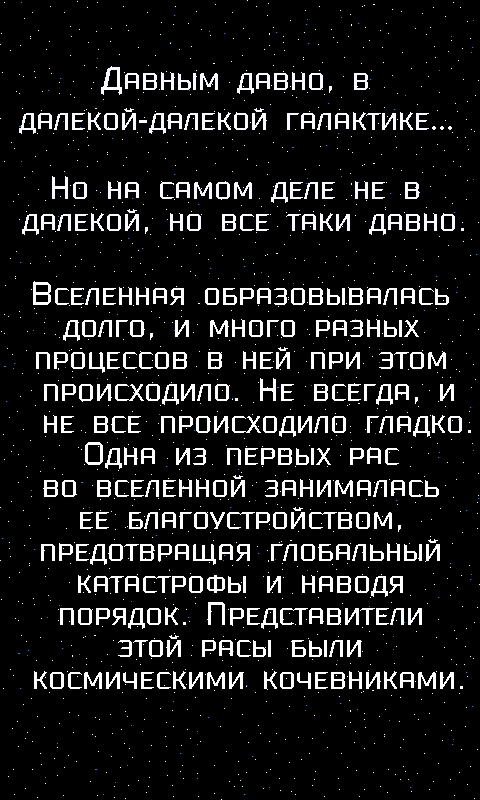 Давным давно, в
далекой-далекой галактике...
Но на самом деле не в
далекой, но все таки давно.
Вселенная образовывалась
долго, и много разных
процессов в ней при этом
происходило. Не всегда, и
не все происходило гладко.
Одна из первых рас
во вселенной занималась
ее благоустройством,
предотвращая глобальный
катастрофы и наводя
порядок. Представители
этой расы были
космическими кочевниками.